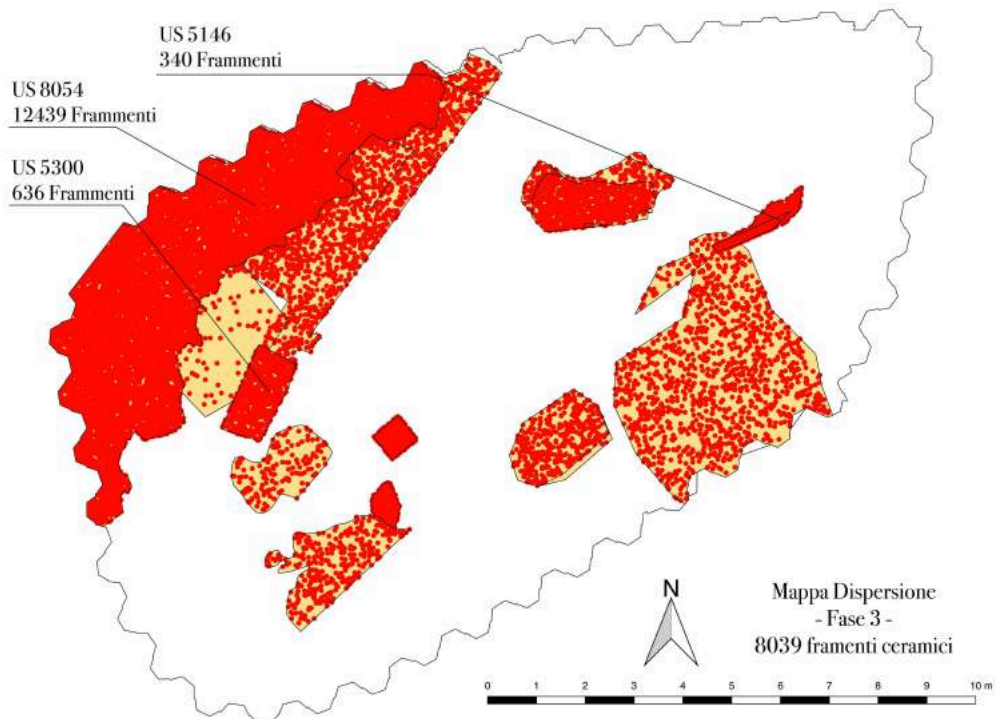 US 5146
340 Frammenti
US 8054
12439 Frammenti
US 5300
636 Frammenti
N
Mappa Dispersione
- Fase 3 -
8039 framenti ceramici
0 1 2 3 4 5 6 7 8 9 10 m